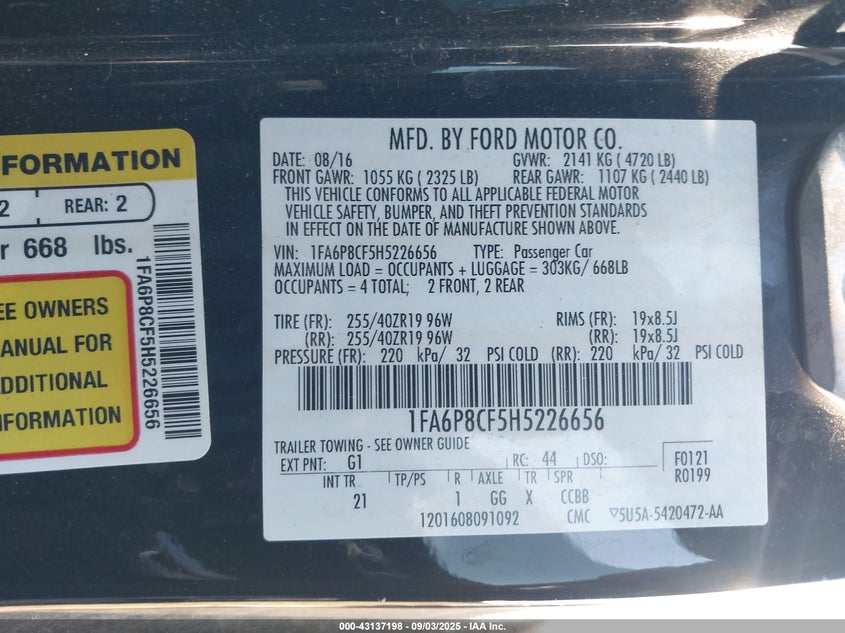 FORMATION
2 REAR: 2
r 668 lbs.
EE OWNERS
ANUAL FOR
ADDITIONAL
NFORMATION
1FA6P8CF5H5226656
MFD. BY FORD MOTOR CO.
DATE: 08/16 GVWR: 2141 KG ( 4720 LB)
FRONT GAWR: 1055 KG ( 2325 LB) REAR GAWR: 1107 KG ( 2440 LB)
THIS VEHICLE CONFORMS TO ALL APPLICABLE FEDERAL MOTOR
VEHICLE SAFETY, BUMPER, AND THEFT PREVENTION STANDARDS
IN EFFECT ON THE DATE OF MANUFACTURE SHOWN ABOVE.
VIN: 1FA6P8CF5H5226656 TYPE: Passenger Car
MAXIMUM LOAD = OCCUPANTS + LUGGAGE = 303KG/ 668LB
OCCUPANTS = 4 TOTAL; 2 FRONT, 2 REAR
TIRE (FR): 255/40ZR19 96W RIMS (FR): 19x8.5J
(RR): 255/40ZR19 96W (RR): 19x8.5J
PRESSURE (FR): 220 kPa/ 32 PSI COLD (RR): 220 kPa/ 32 PSI COLD
1FA6P8CF5H5226656
TRAILER TOWING - SEE OWNER GUIDE
EXT PNT: G1 RC: 44 DSO: F0121
R0199
INT TR TP/PS R AXLE TR SPR
21 1 GG X CCBB
1201608091092 CMC 5U5A-5420472-AA
000-43137198 - 09/03/2025 - IAA Inc.